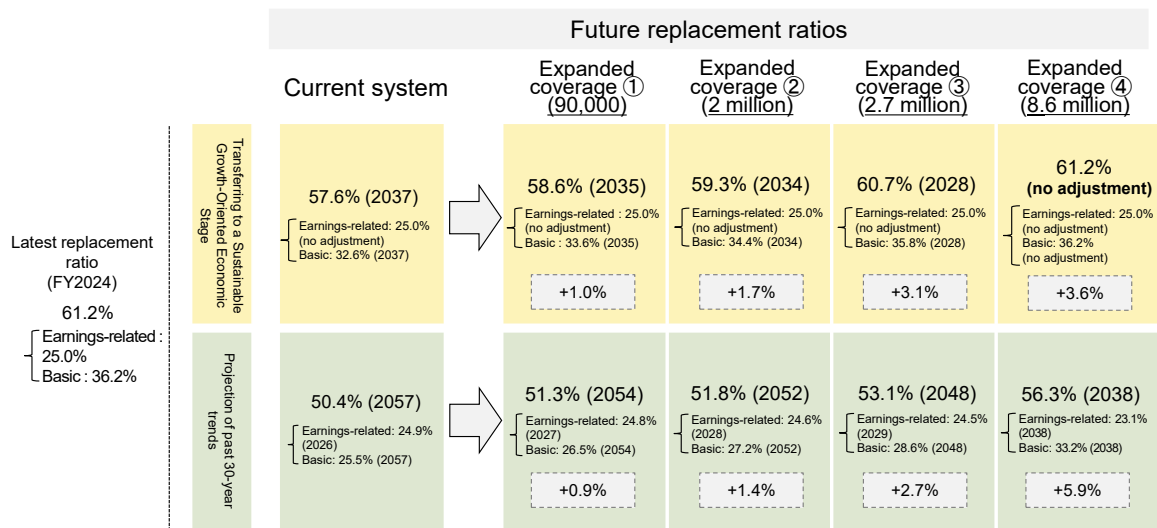 Future replacement ratios
Current system
Expanded
coverage ①
(90,000)
Expanded
coverage ②
(2 million)
Expanded
coverage ③
(2.7 million)
Expanded
coverage ④
(8.6 million)
Latest replacement
ratio
(FY2024)
61.2%
Earnings-related :
25.0%
Basic : 36.2%
Transferring to a Sustainable
Growth-Oriented Economic
Stage
57.6% (2037)
Earnings-related: 25.0%
(no adjustment)
Basic: 32.6% (2037)
58.6% (2035)
Earnings-related : 25.0%
(no adjustment)
Basic: 33.6% (2035)
+1.0%
59.3% (2034)
Earnings-related: 25.0%
(no adjustment)
Basic: 34.4% (2034)
+1.7%
60.7% (2028)
Earnings-related: 25.0%
(no adjustment)
Basic: 35.8% (2028)
+3.1%
61.2%
(no adjustment)
Earnings-related: 25.0%
(no adjustment)
Basic: 36.2%
(no adjustment)
+3.6%
Projection of past 30-year
trends
50.4% (2057)
Earnings-related: 24.9%
(2026)
Basic: 25.5% (2057)
51.3% (2054)
Earnings-related: 24.8%
(2027)
Basic: 26.5% (2054)
+0.9%
51.8% (2052)
Earnings-related: 24.6%
(2028)
Basic: 27.2% (2052)
+1.4%
53.1% (2048)
Earnings-related: 24.5%
(2029)
Basic: 28.6% (2048)
+2.7%
56.3% (2038)
Earnings-related: 23.1%
(2038)
Basic: 33.2% (2038)
+5.9%